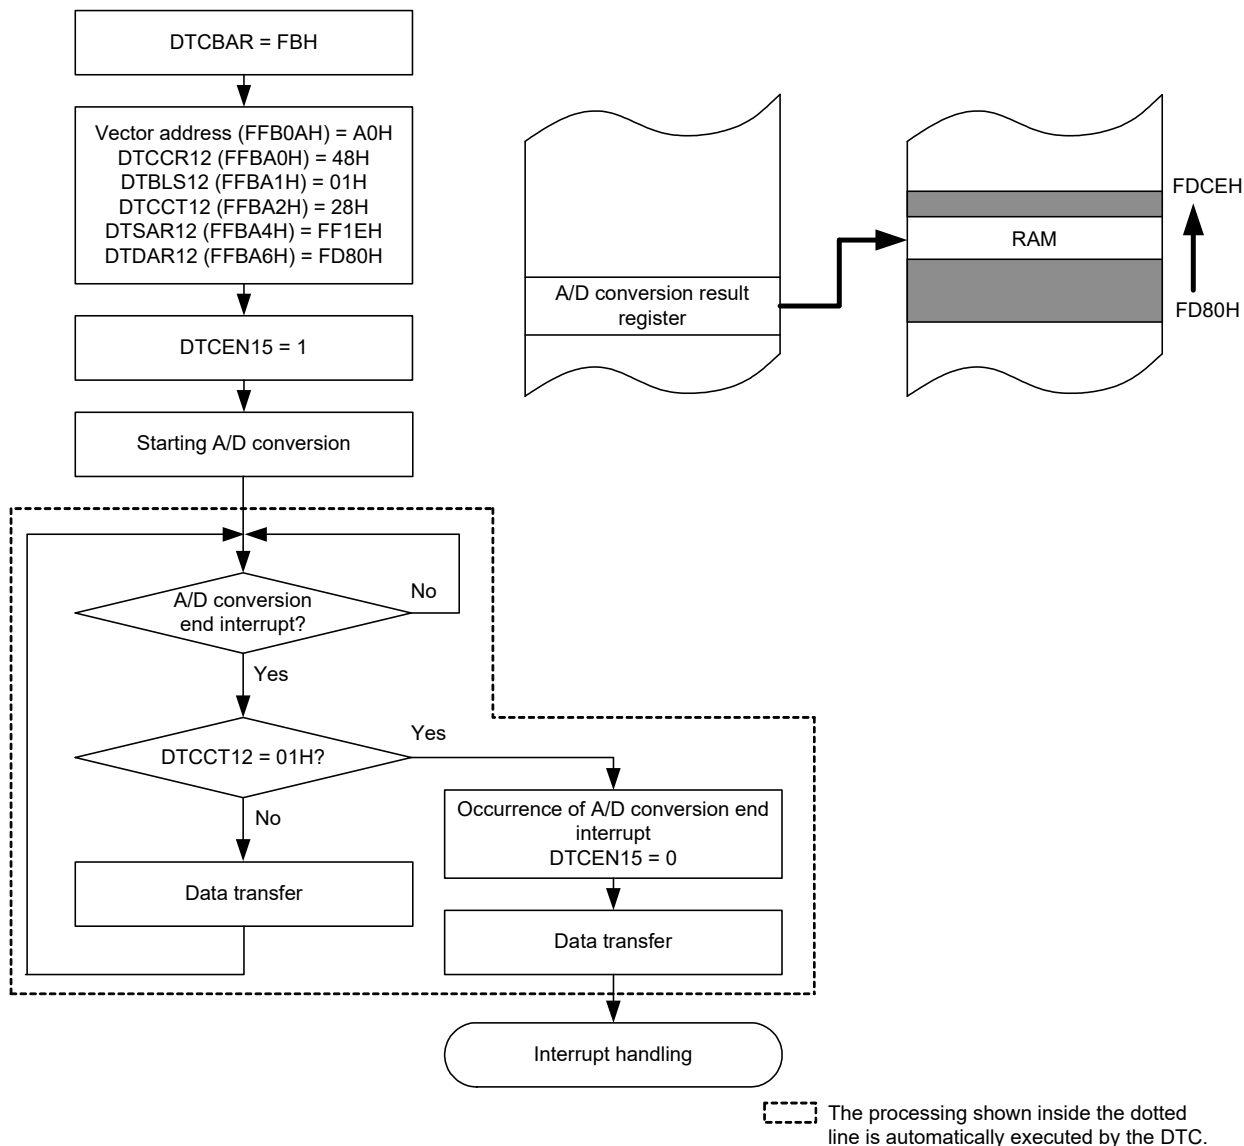 DTCBAR = FBH
Vector address (FFB0AH) = A0H
DTCCR12 (FFBA0H) = 48H
DTBLS12 (FFBA1H) = 01H
DTCCT12 (FFBA2H) = 28H
DTSAR12 (FFBA4H) = FF1EH
DTDAR12 (FFBA6H) = FD80H
DTCEN15 = 1
Starting A/D conversion
A/D conversion result
register
RAM
FDCEH
FD80H
A/D conversion
end interrupt?
No
Yes
DTCCT12 = 01H?
Yes
No
Data transfer
Occurrence of A/D conversion end
interrupt
DTCEN15 = 0
Data transfer
Interrupt handling
The processing shown inside the dotted
line is automatically executed by the DTC.